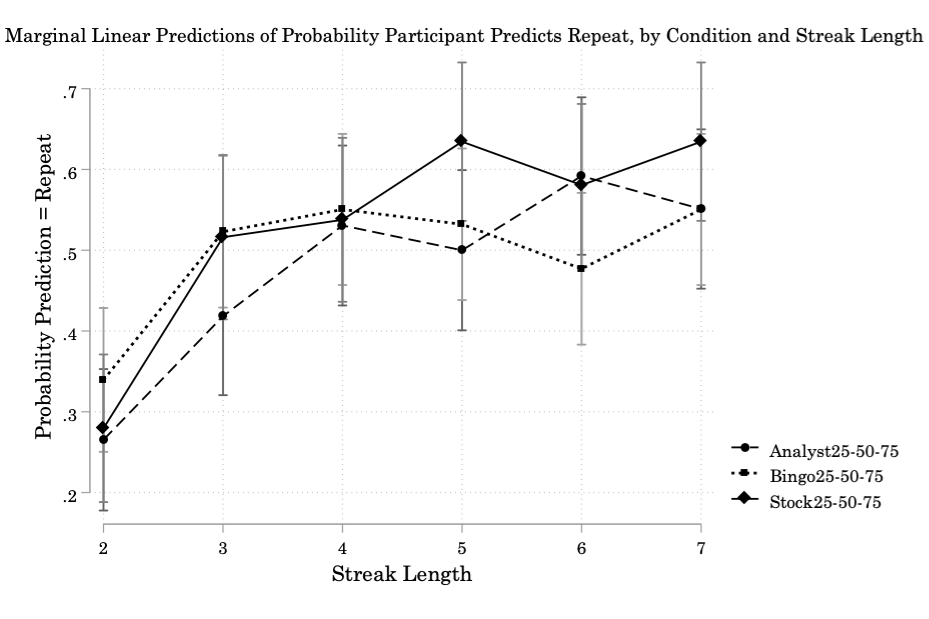 Marginal Linear Predictions of Probability Participant Predicts Repeat, by Condition and Streak Length
Probability Prediction = Repeat
.7
.6
.5
.4
.3
.2
2 3 4 5 6 7
Streak Length
Analyst25-50-75
Bingo25-50-75
Stock25-50-75